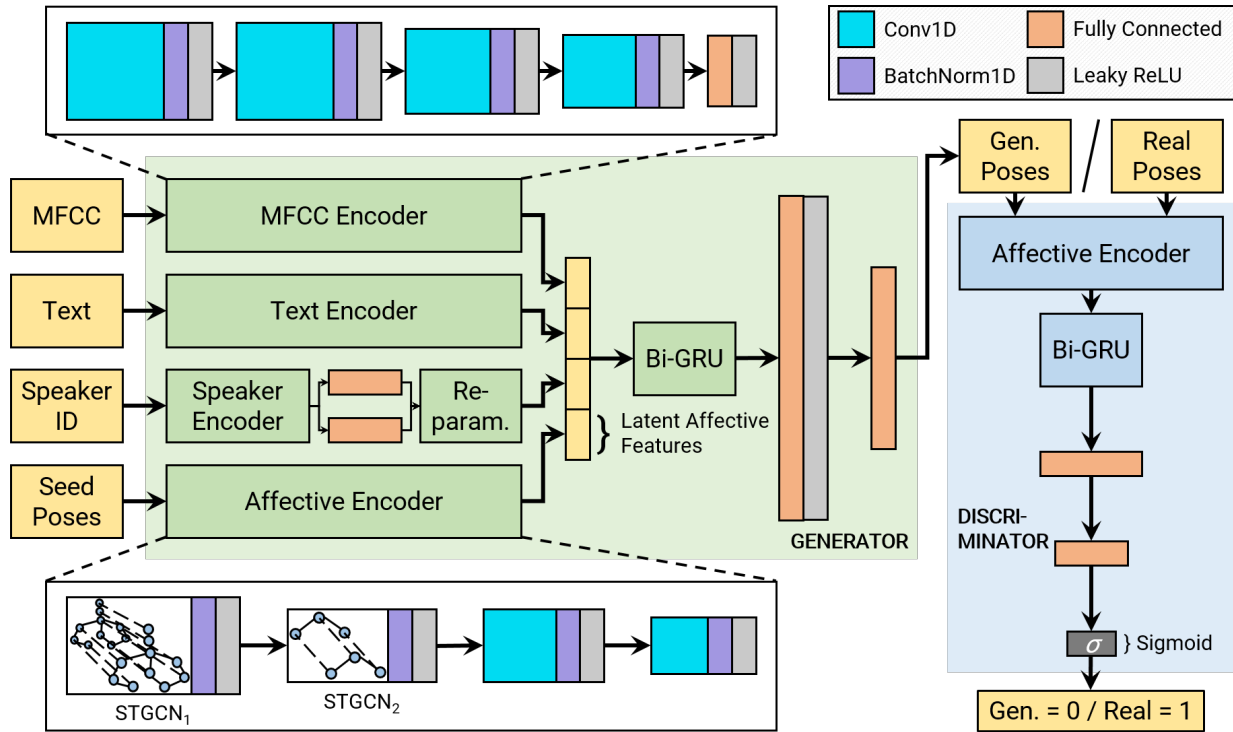 Conv1D
Fully Connected
BatchNorm1D
Leaky ReLU
Gen.
Poses
/
Real
Poses
MFCC
MFCC Encoder
Text
Text Encoder
Speaker
ID
Speaker
Encoder
Re-
param.
Seed
Poses
Affective Encoder
Latent Affective
Features
Bi-GRU
GENERATOR
Affective Encoder
Bi-GRU
DISCRI-
MINATOR
σ
} Sigmoid
Gen. = 0 / Real = 1
STGCN₁
STGCN₂